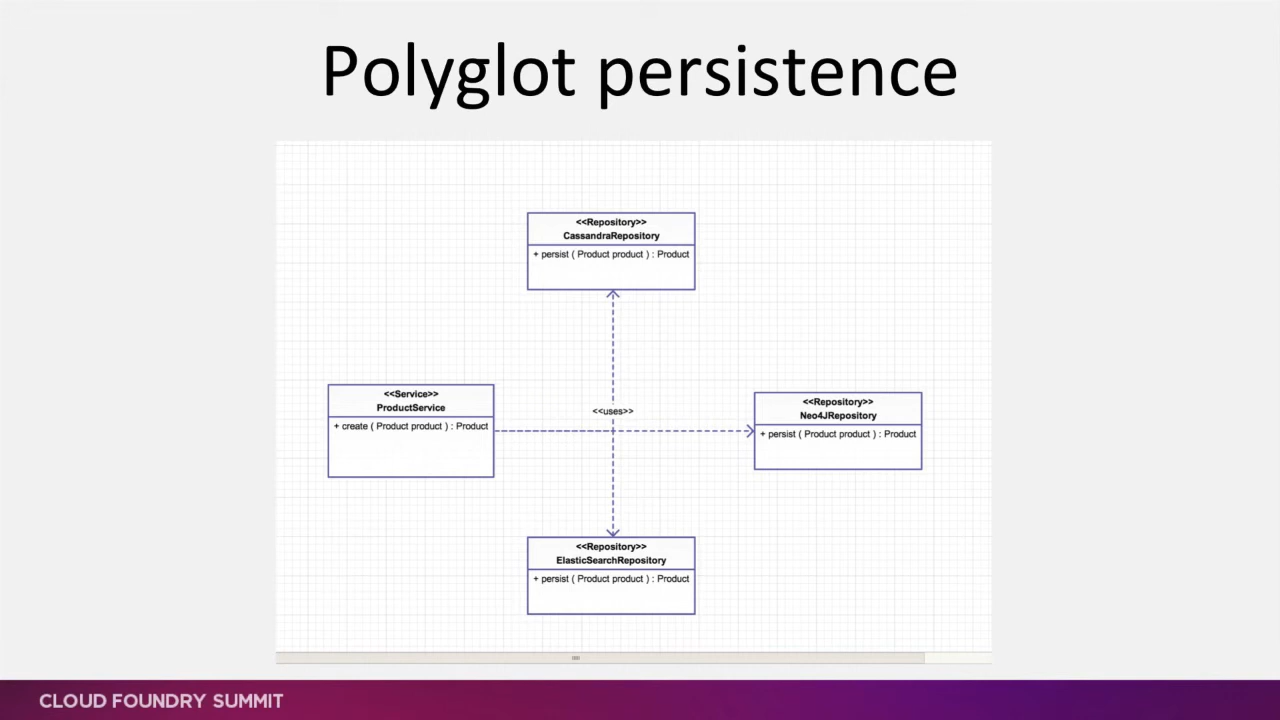 Polyglot persistence
<<Repository>>
CassandraRepository
+ persist ( Product product ) : Product
<<Service>>
ProductService
+ create ( Product product ) : Product
<<uses>>
<<Repository>>
Neo4JRepository
+ persist ( Product product ) : Product
<<Repository>>
ElasticSearchRepository
+ persist ( Product product ) : Product
CLOUD FOUNDRY SUMMIT